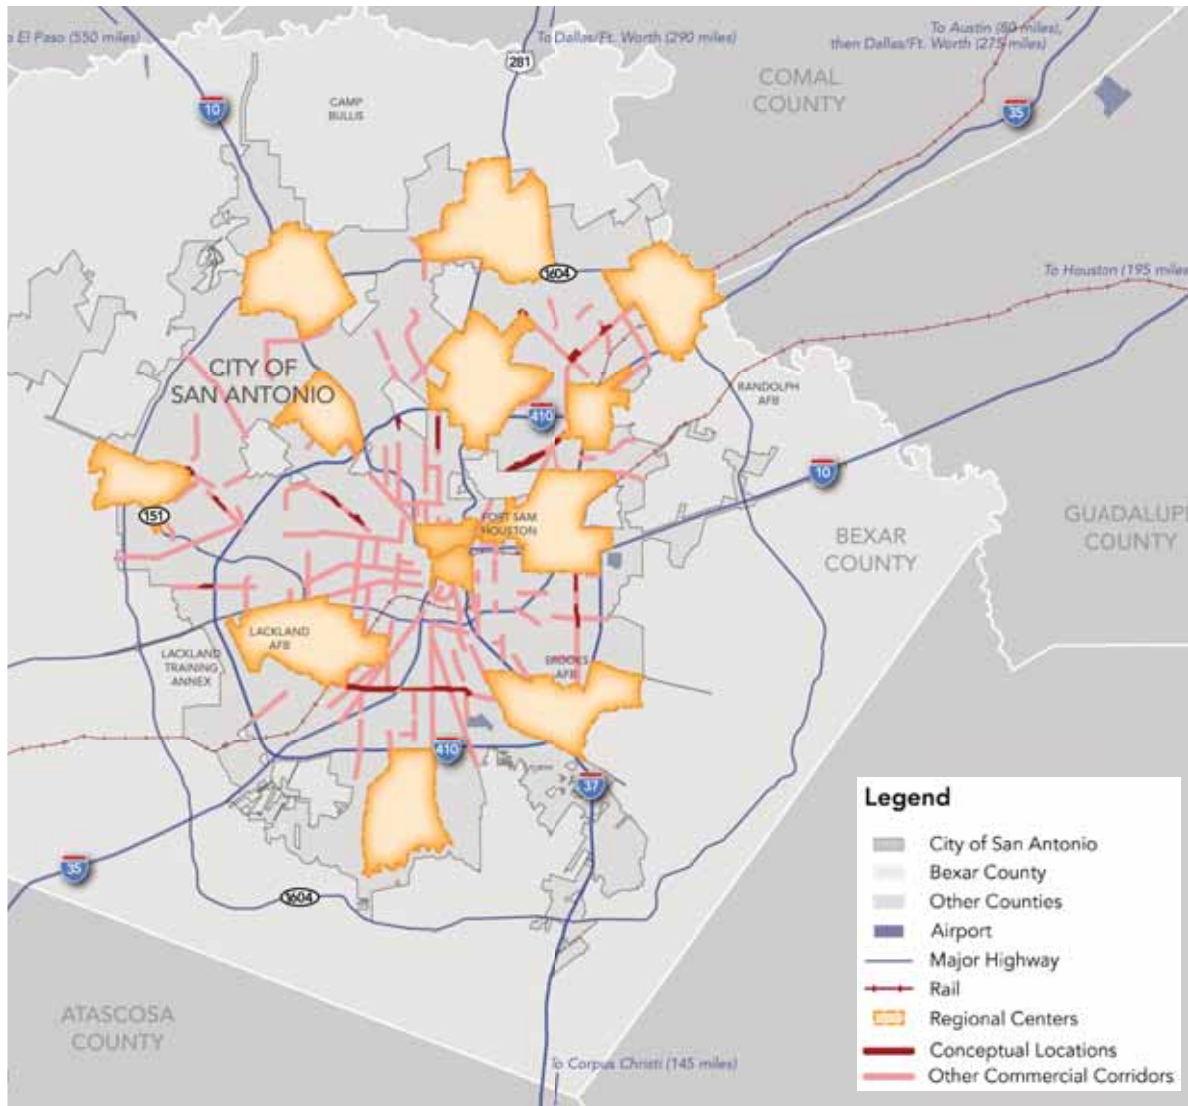 o El Paso (550 miles)
To Dallas/Ft. Worth (290 miles)
To Austin (80 miles),
then Dallas/Ft. Worth (275 miles)
281
COMAL
COUNTY
10
CAMP
BULLIS
35
1604
To Houston (195 miles
CITY OF
SAN ANTONIO
RANDOLPH
AFB
410
10
151
FORT SAM
HOUSTON
BEXAR
COUNTY
GUADALUPE
COUNTY
LACKLAND
AFB
LACKLAND
TRAINING
ANNEX
BROOKS
AFB
410
37
35
1604
ATASCOSA
COUNTY
To Corpus Christi (145 miles)
Legend
City of San Antonio
Bexar County
Other Counties
Airport
Major Highway
Rail
Regional Centers
Conceptual Locations
Other Commercial Corridors